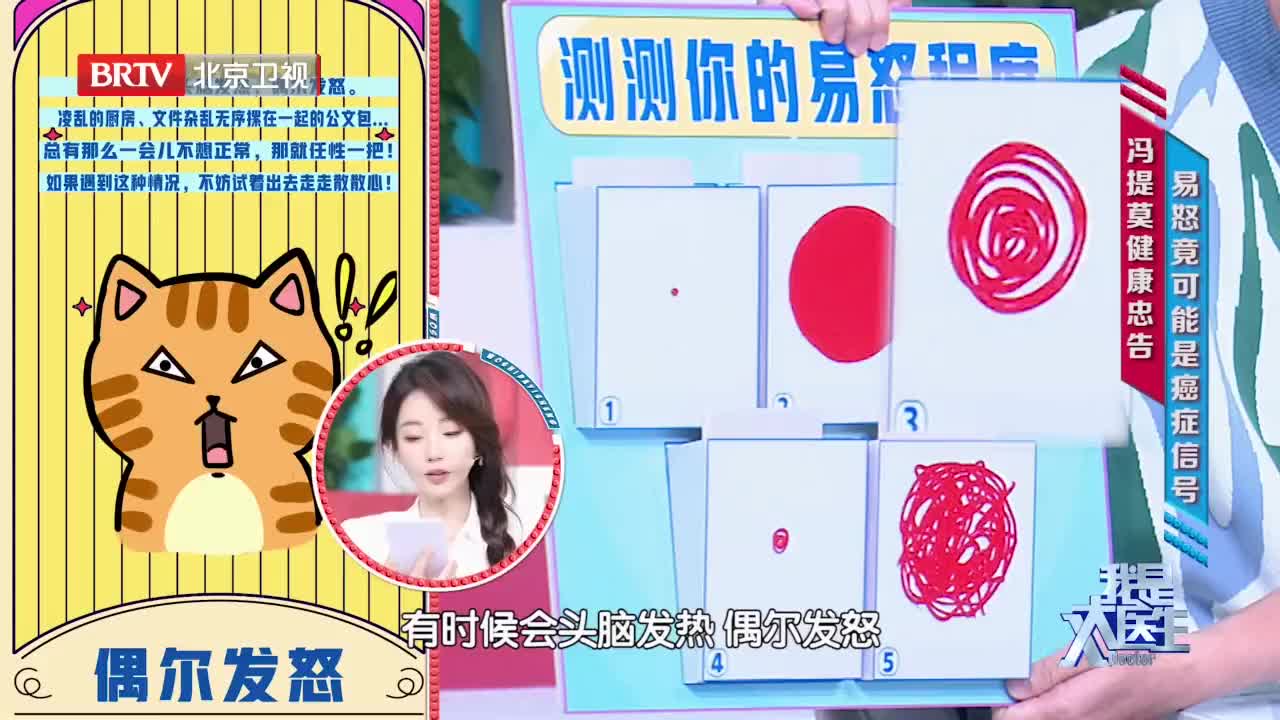 BRTV 北京卫视
发怒。
凌乱的厨房、文件杂乱无序摞在一起的公文包...
总有那么一会儿不想正常，那就任性一把！
如果遇到这种情况，不妨试着出去走走散散心！
偶尔发怒
测测你的易怒程度
1
2
3
4
5
冯提莫健康忠告
易怒竟可能是癌症信号
我是
大医生
Doctor
有时候会头脑发热 偶尔发怒